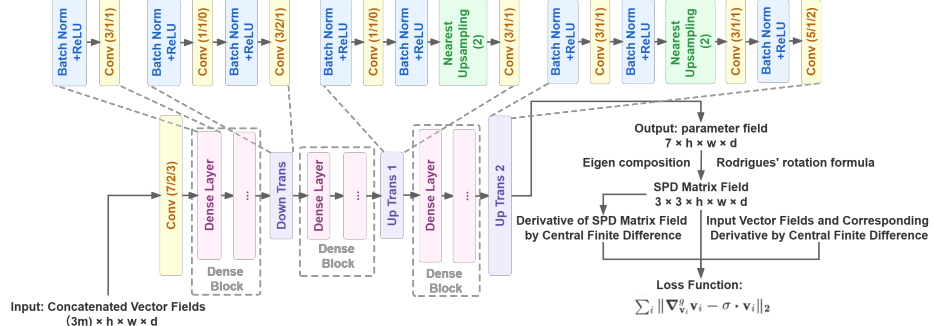 Batch Norm
+ReLU
Conv (3/1/1)
Batch Norm
+ReLU
Conv (1/1/0)
Batch Norm
+ReLU
Conv (3/2/1)
Batch Norm
+ReLU
Conv (1/1/0)
Batch Norm
+ReLU
Nearest
Upsampling
(2)
Conv (3/1/1)
Batch Norm
+ReLU
Conv (3/1/1)
Batch Norm
+ReLU
Nearest
Upsampling
(2)
Conv (3/1/1)
Batch Norm
+ReLU
Conv (5/1/2)
Conv (7/2/3)
Dense Layer
...
Dense
Block
Down Trans
Dense Layer
...
Dense
Block
Up Trans 1
Dense Layer
...
Dense
Block
Up Trans 2
Input: Concatenated Vector Fields
(3m) × h × w × d
Output: parameter field
7 × h × w × d
Eigen composition
Rodrigues' rotation formula
SPD Matrix Field
3 × 3 × h × w × d
Derivative of SPD Matrix Field
by Central Finite Difference
Input Vector Fields and Corresponding
Derivative by Central Finite Difference
Loss Function:
∑ᵢ ‖∇ᵍ_{vᵢ} vᵢ − σ · vᵢ‖₂